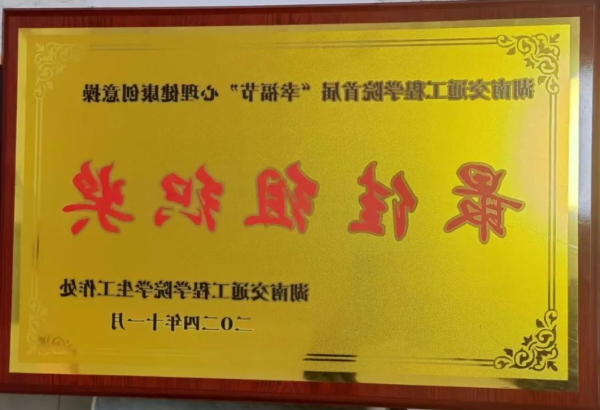 湖南交通工程学院首届“幸福节”心理健康创意操
最佳组织奖
湖南交通工程学院学生工作处
二〇二四年十一月